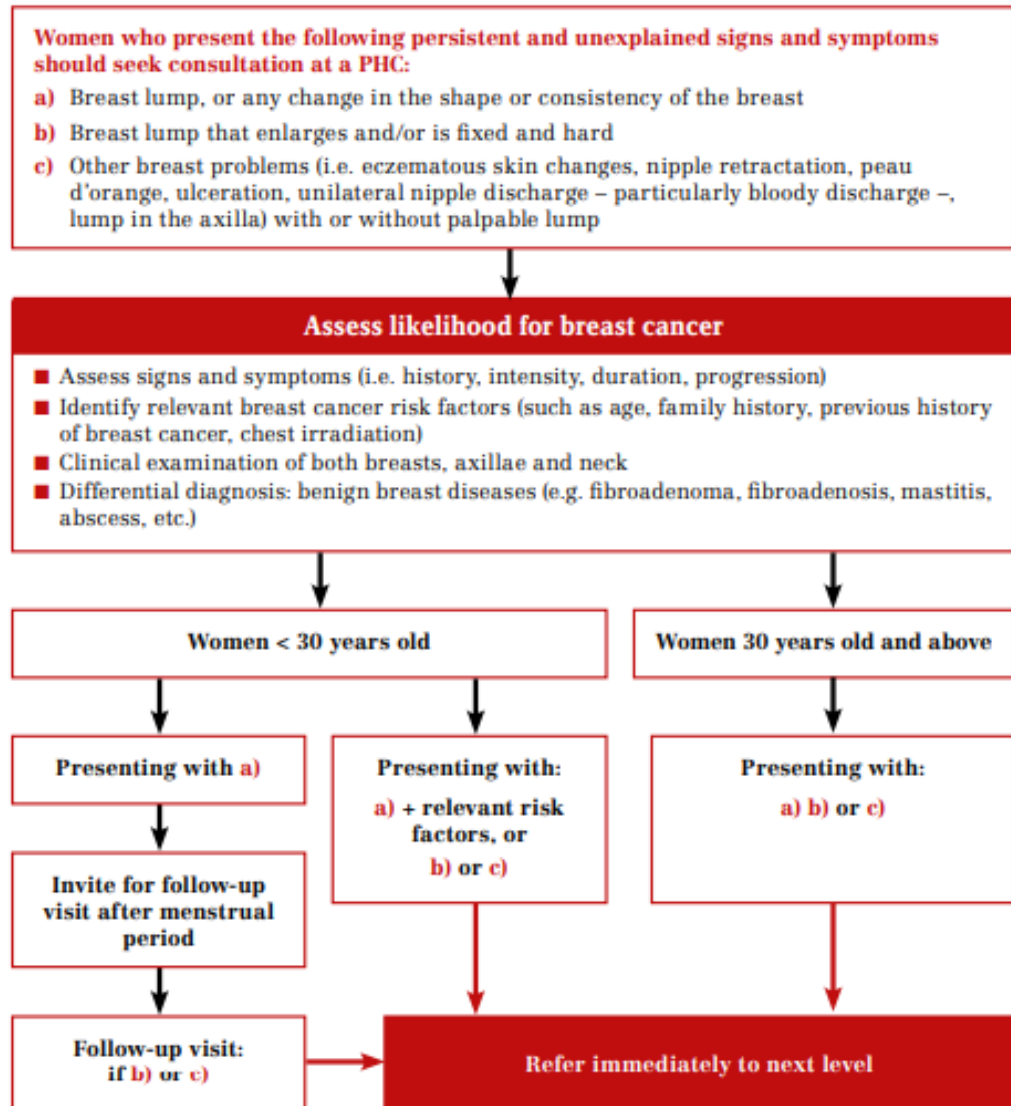 Women who present the following persistent and unexplained signs and symptoms
should seek consultation at a PHC:
a) Breast lump, or any change in the shape or consistency of the breast
b) Breast lump that enlarges and/or is fixed and hard
c) Other breast problems (i.e. eczematous skin changes, nipple retractation, peau
d'orange, ulceration, unilateral nipple discharge – particularly bloody discharge –,
lump in the axilla) with or without palpable lump
Assess likelihood for breast cancer
■ Assess signs and symptoms (i.e. history, intensity, duration, progression)
■ Identify relevant breast cancer risk factors (such as age, family history, previous history
of breast cancer, chest irradiation)
■ Clinical examination of both breasts, axillae and neck
■ Differential diagnosis: benign breast diseases (e.g. fibroadenoma, fibroadenosis, mastitis,
abscess, etc.)
Women < 30 years old
Women 30 years old and above
Presenting with a)
Invite for follow-up
visit after menstrual
period
Follow-up visit:
if b) or c)
Presenting with:
a) + relevant risk
factors, or
b) or c)
Presenting with:
a) b) or c)
Refer immediately to next level